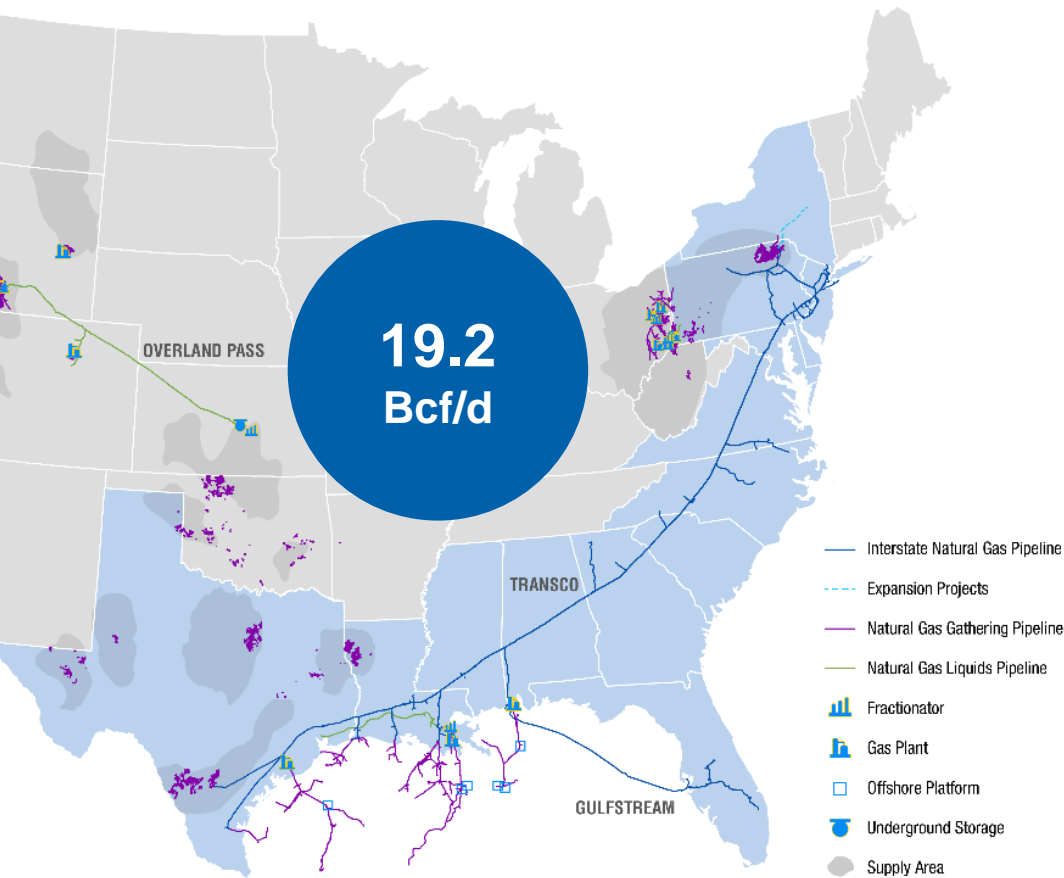 OVERLAND PASS
19.2
Bcf/d
TRANSCO
GULFSTREAM
Interstate Natural Gas Pipeline
Expansion Projects
Natural Gas Gathering Pipeline
Natural Gas Liquids Pipeline
Fractionator
Gas Plant
Offshore Platform
Underground Storage
Supply Area